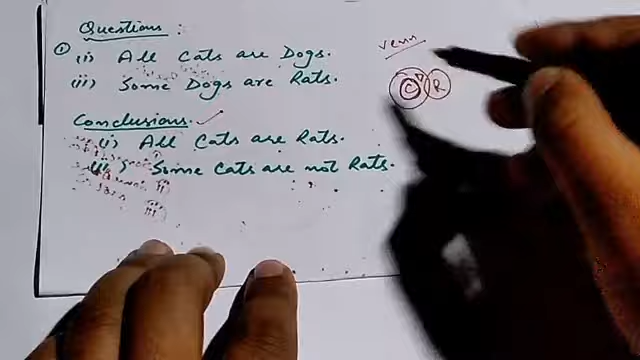 Questions :
① (i) All Cats are Dogs.
(ii) Some Dogs are Rats.
Venn
C D R
Conclusions.
(i) All Cats are Rats.
(ii) Some Cats are not Rats.